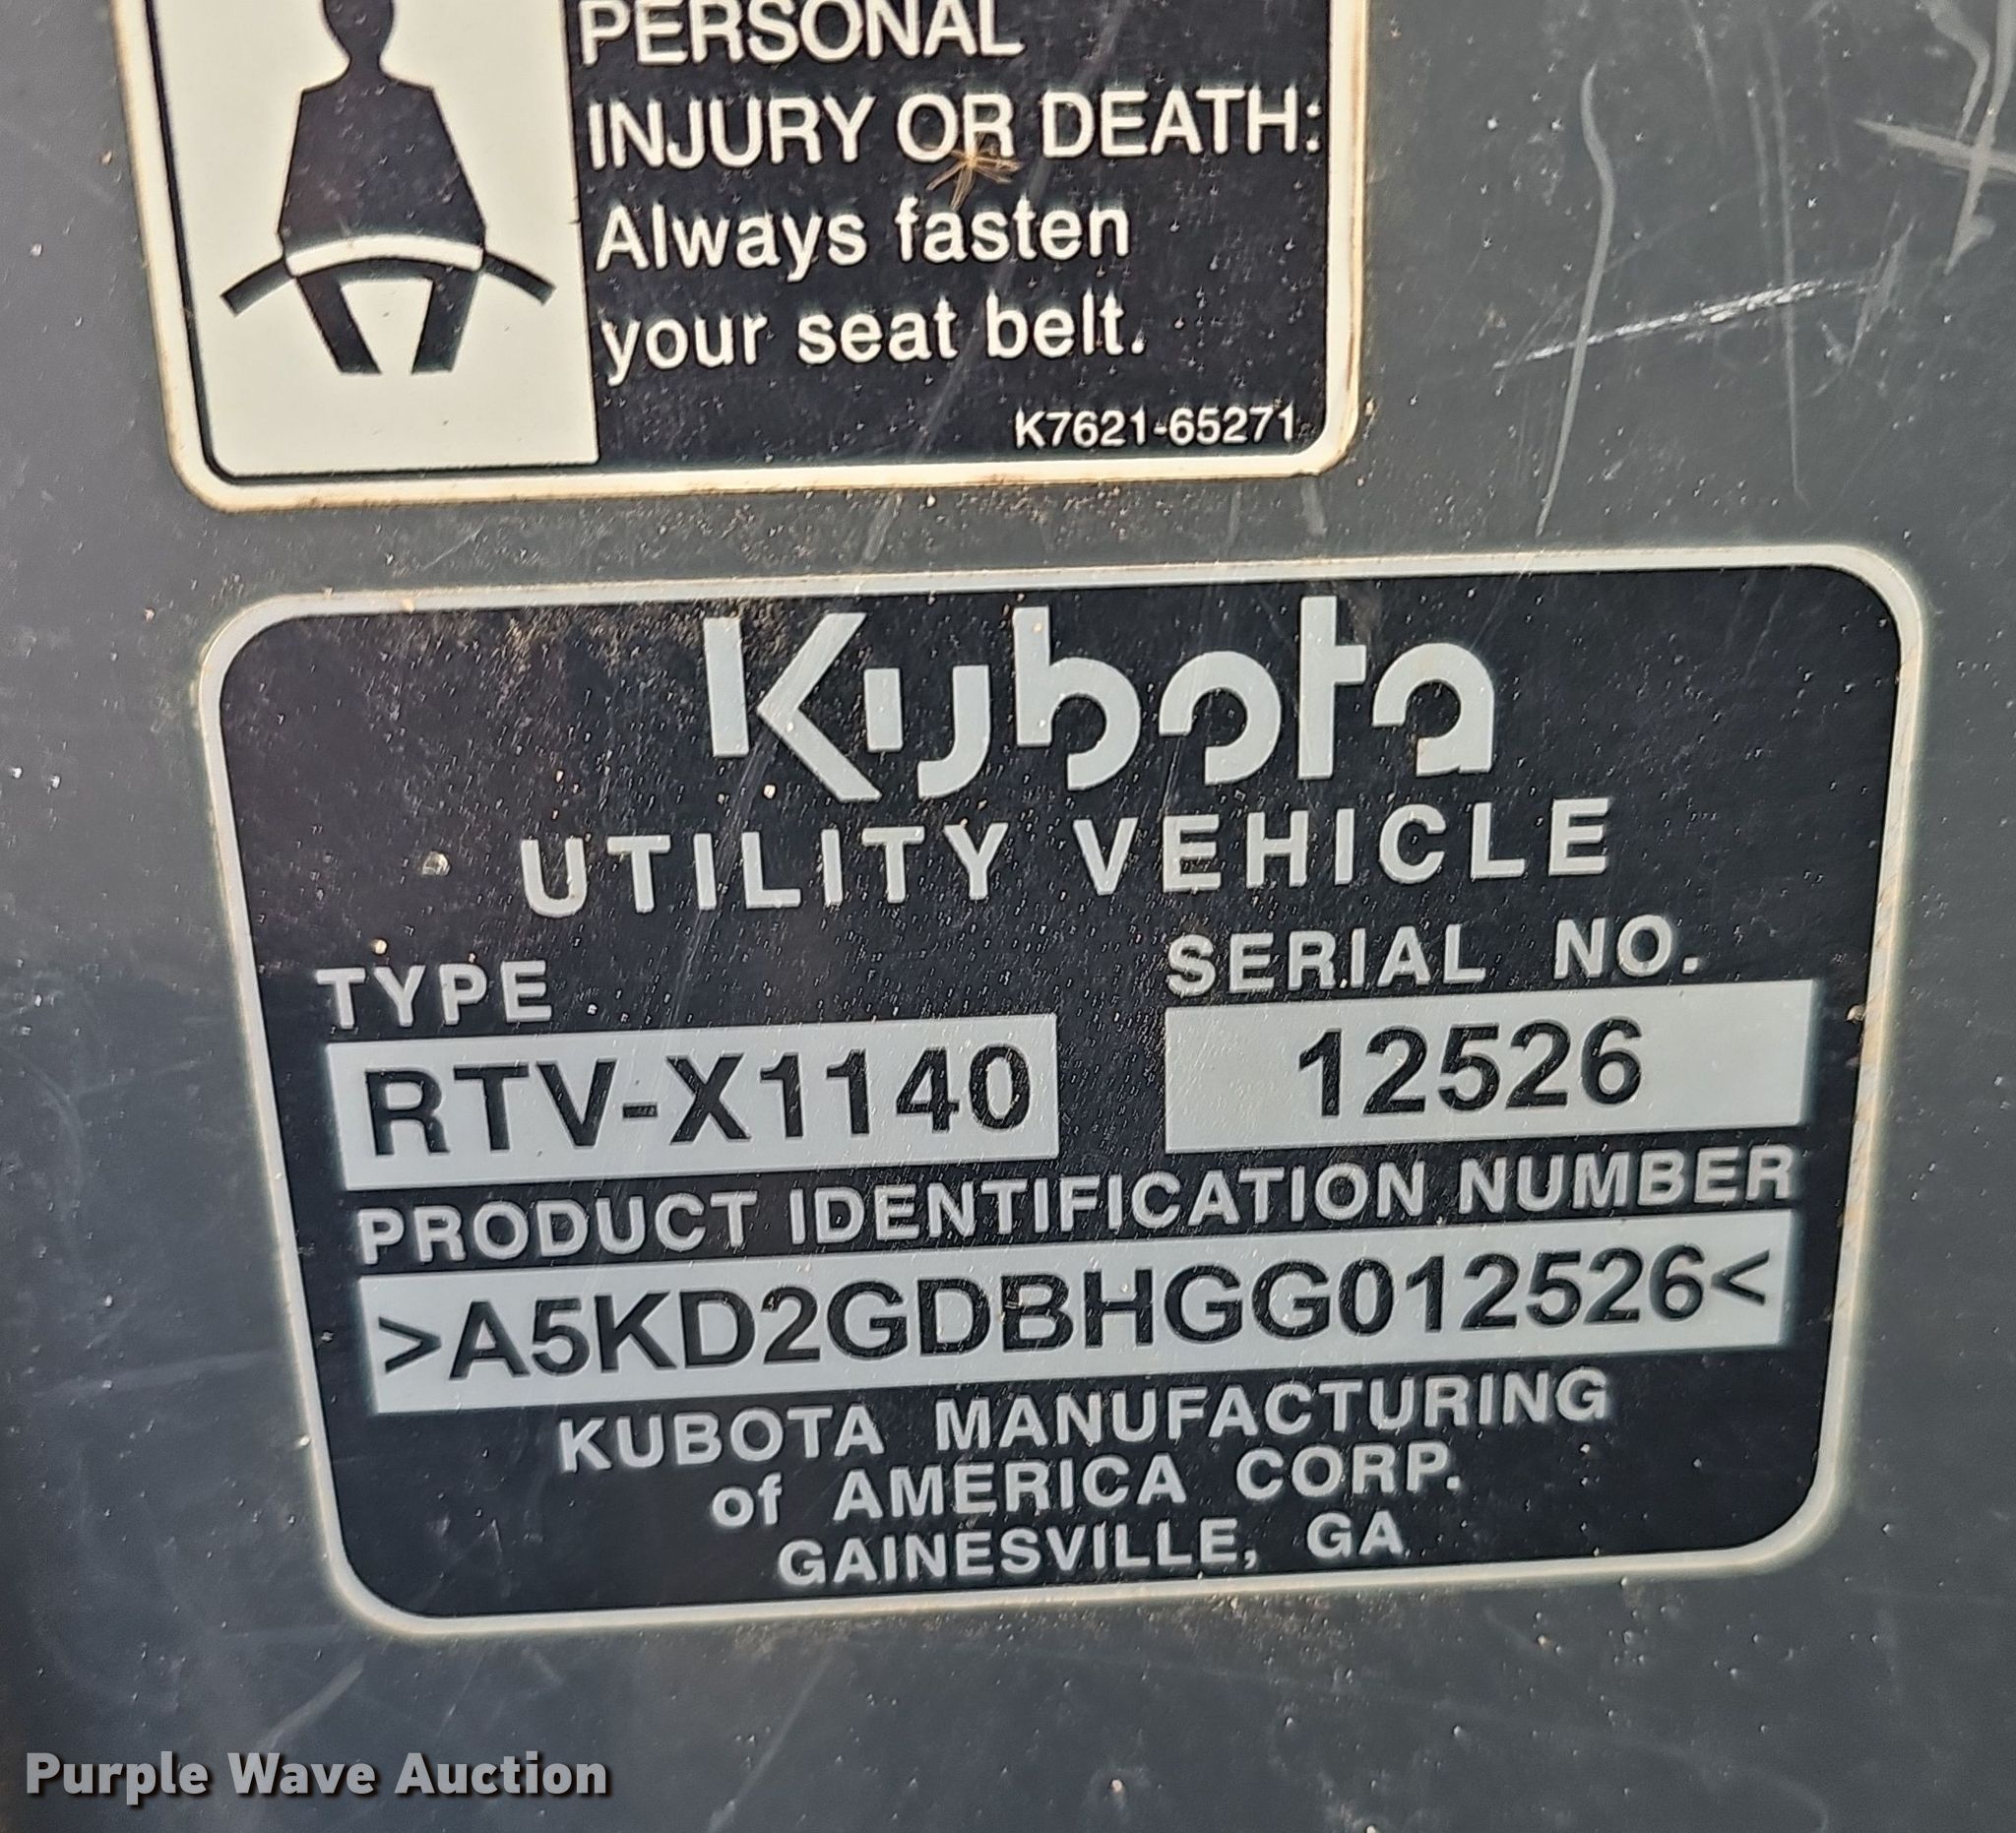 PERSONAL
INJURY OR DEATH:
Always fasten
your seat belt.
K7621-65271
Kubota
UTILITY VEHICLE
TYPE SERIAL NO.
RTV-X1140 12526
PRODUCT IDENTIFICATION NUMBER
>A5KD2GDBHGG012526<
KUBOTA MANUFACTURING
of AMERICA CORP.
GAINESVILLE, GA
Purple Wave Auction